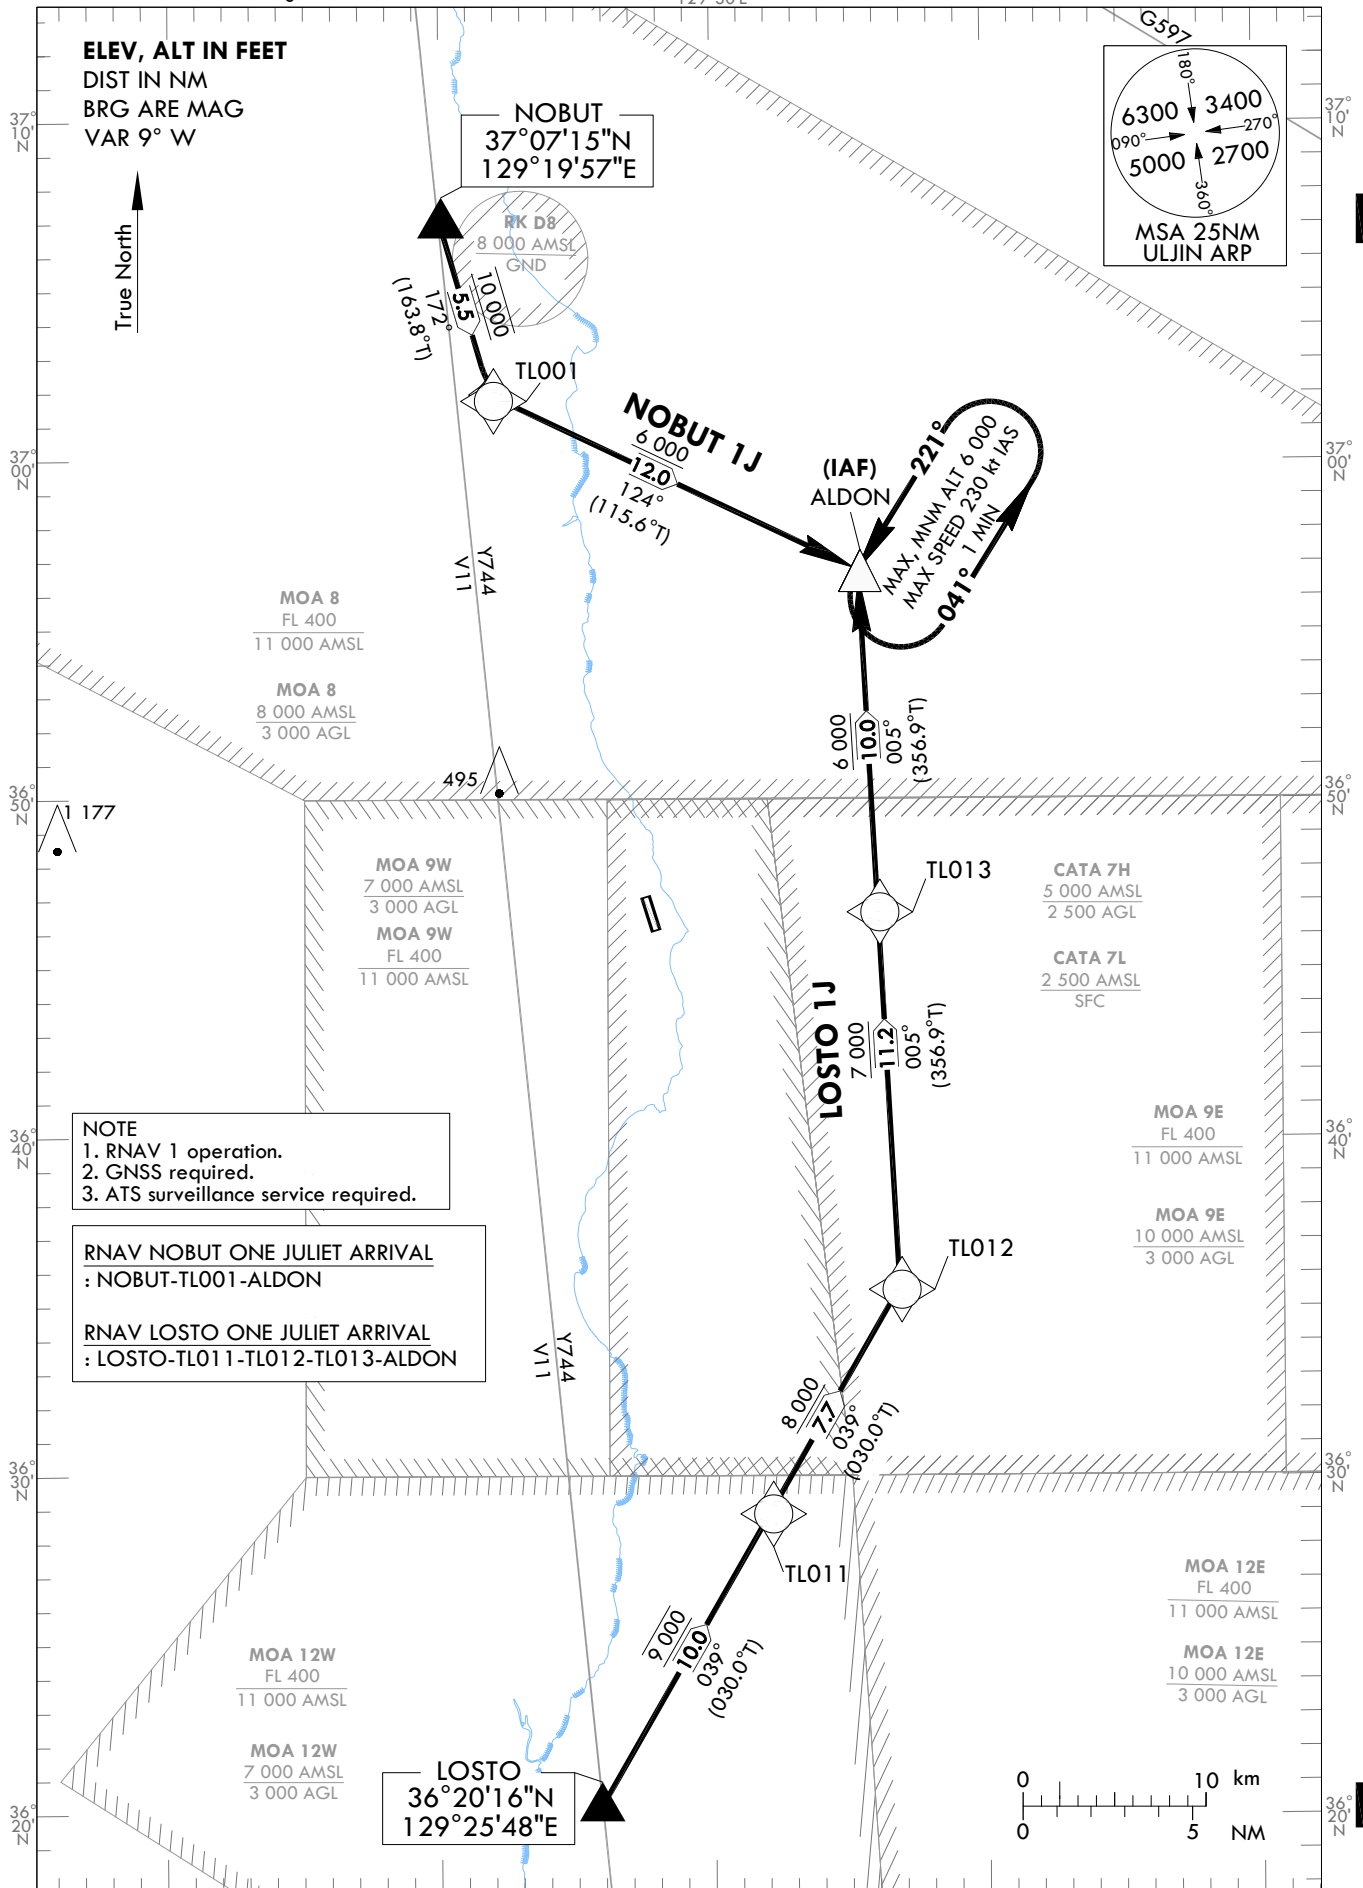 G597
ELEV, ALT IN FEET
DIST IN NM
BRG ARE MAG
VAR 9° W
True North
NOBUT
37°07'15"N
129°19'57"E
180°
6300
3400
090°
270°
5000
2700
360°
MSA 25NM
ULJIN ARP
37°
10'
N
37°
10'
N
RK D8
8 000 AMSL
GND
10 000
5.5
172°
(163.8°T)
TL001
NOBUT 1J
6 000
12.0
124°
(115.6°T)
(IAF)
ALDON
221°
MAX, MNM ALT 6 000
MAX SPEED 230 kt IAS
041° 1 MIN
37°
00'
N
37°
00'
N
Y744
V11
MOA 8
FL 400
11 000 AMSL
MOA 8
8 000 AMSL
3 000 AGL
6 000
10.0
005°
(356.9°T)
495
1 177
36°
50'
N
36°
50'
N
MOA 9W
7 000 AMSL
3 000 AGL
MOA 9W
FL 400
11 000 AMSL
TL013
CATA 7H
5 000 AMSL
2 500 AGL
CATA 7L
2 500 AMSL
SFC
LOSTO 1J
7 000
11.2
005°
(356.9°T)
NOTE
1. RNAV 1 operation.
2. GNSS required.
3. ATS surveillance service required.
36°
40'
N
36°
40'
N
MOA 9E
FL 400
11 000 AMSL
MOA 9E
10 000 AMSL
3 000 AGL
RNAV NOBUT ONE JULIET ARRIVAL
: NOBUT-TL001-ALDON
RNAV LOSTO ONE JULIET ARRIVAL
: LOSTO-TL011-TL012-TL013-ALDON
TL012
Y744
V11
8 000
7.7
039°
(030.0°T)
36°
30'
N
36°
30'
N
TL011
9 000
10.0
039°
(030.0°T)
MOA 12E
FL 400
11 000 AMSL
MOA 12E
10 000 AMSL
3 000 AGL
MOA 12W
FL 400
11 000 AMSL
MOA 12W
7 000 AMSL
3 000 AGL
LOSTO
36°20'16"N
129°25'48"E
0 10 km
0 5 NM
36°
20'
N
36°
20'
N